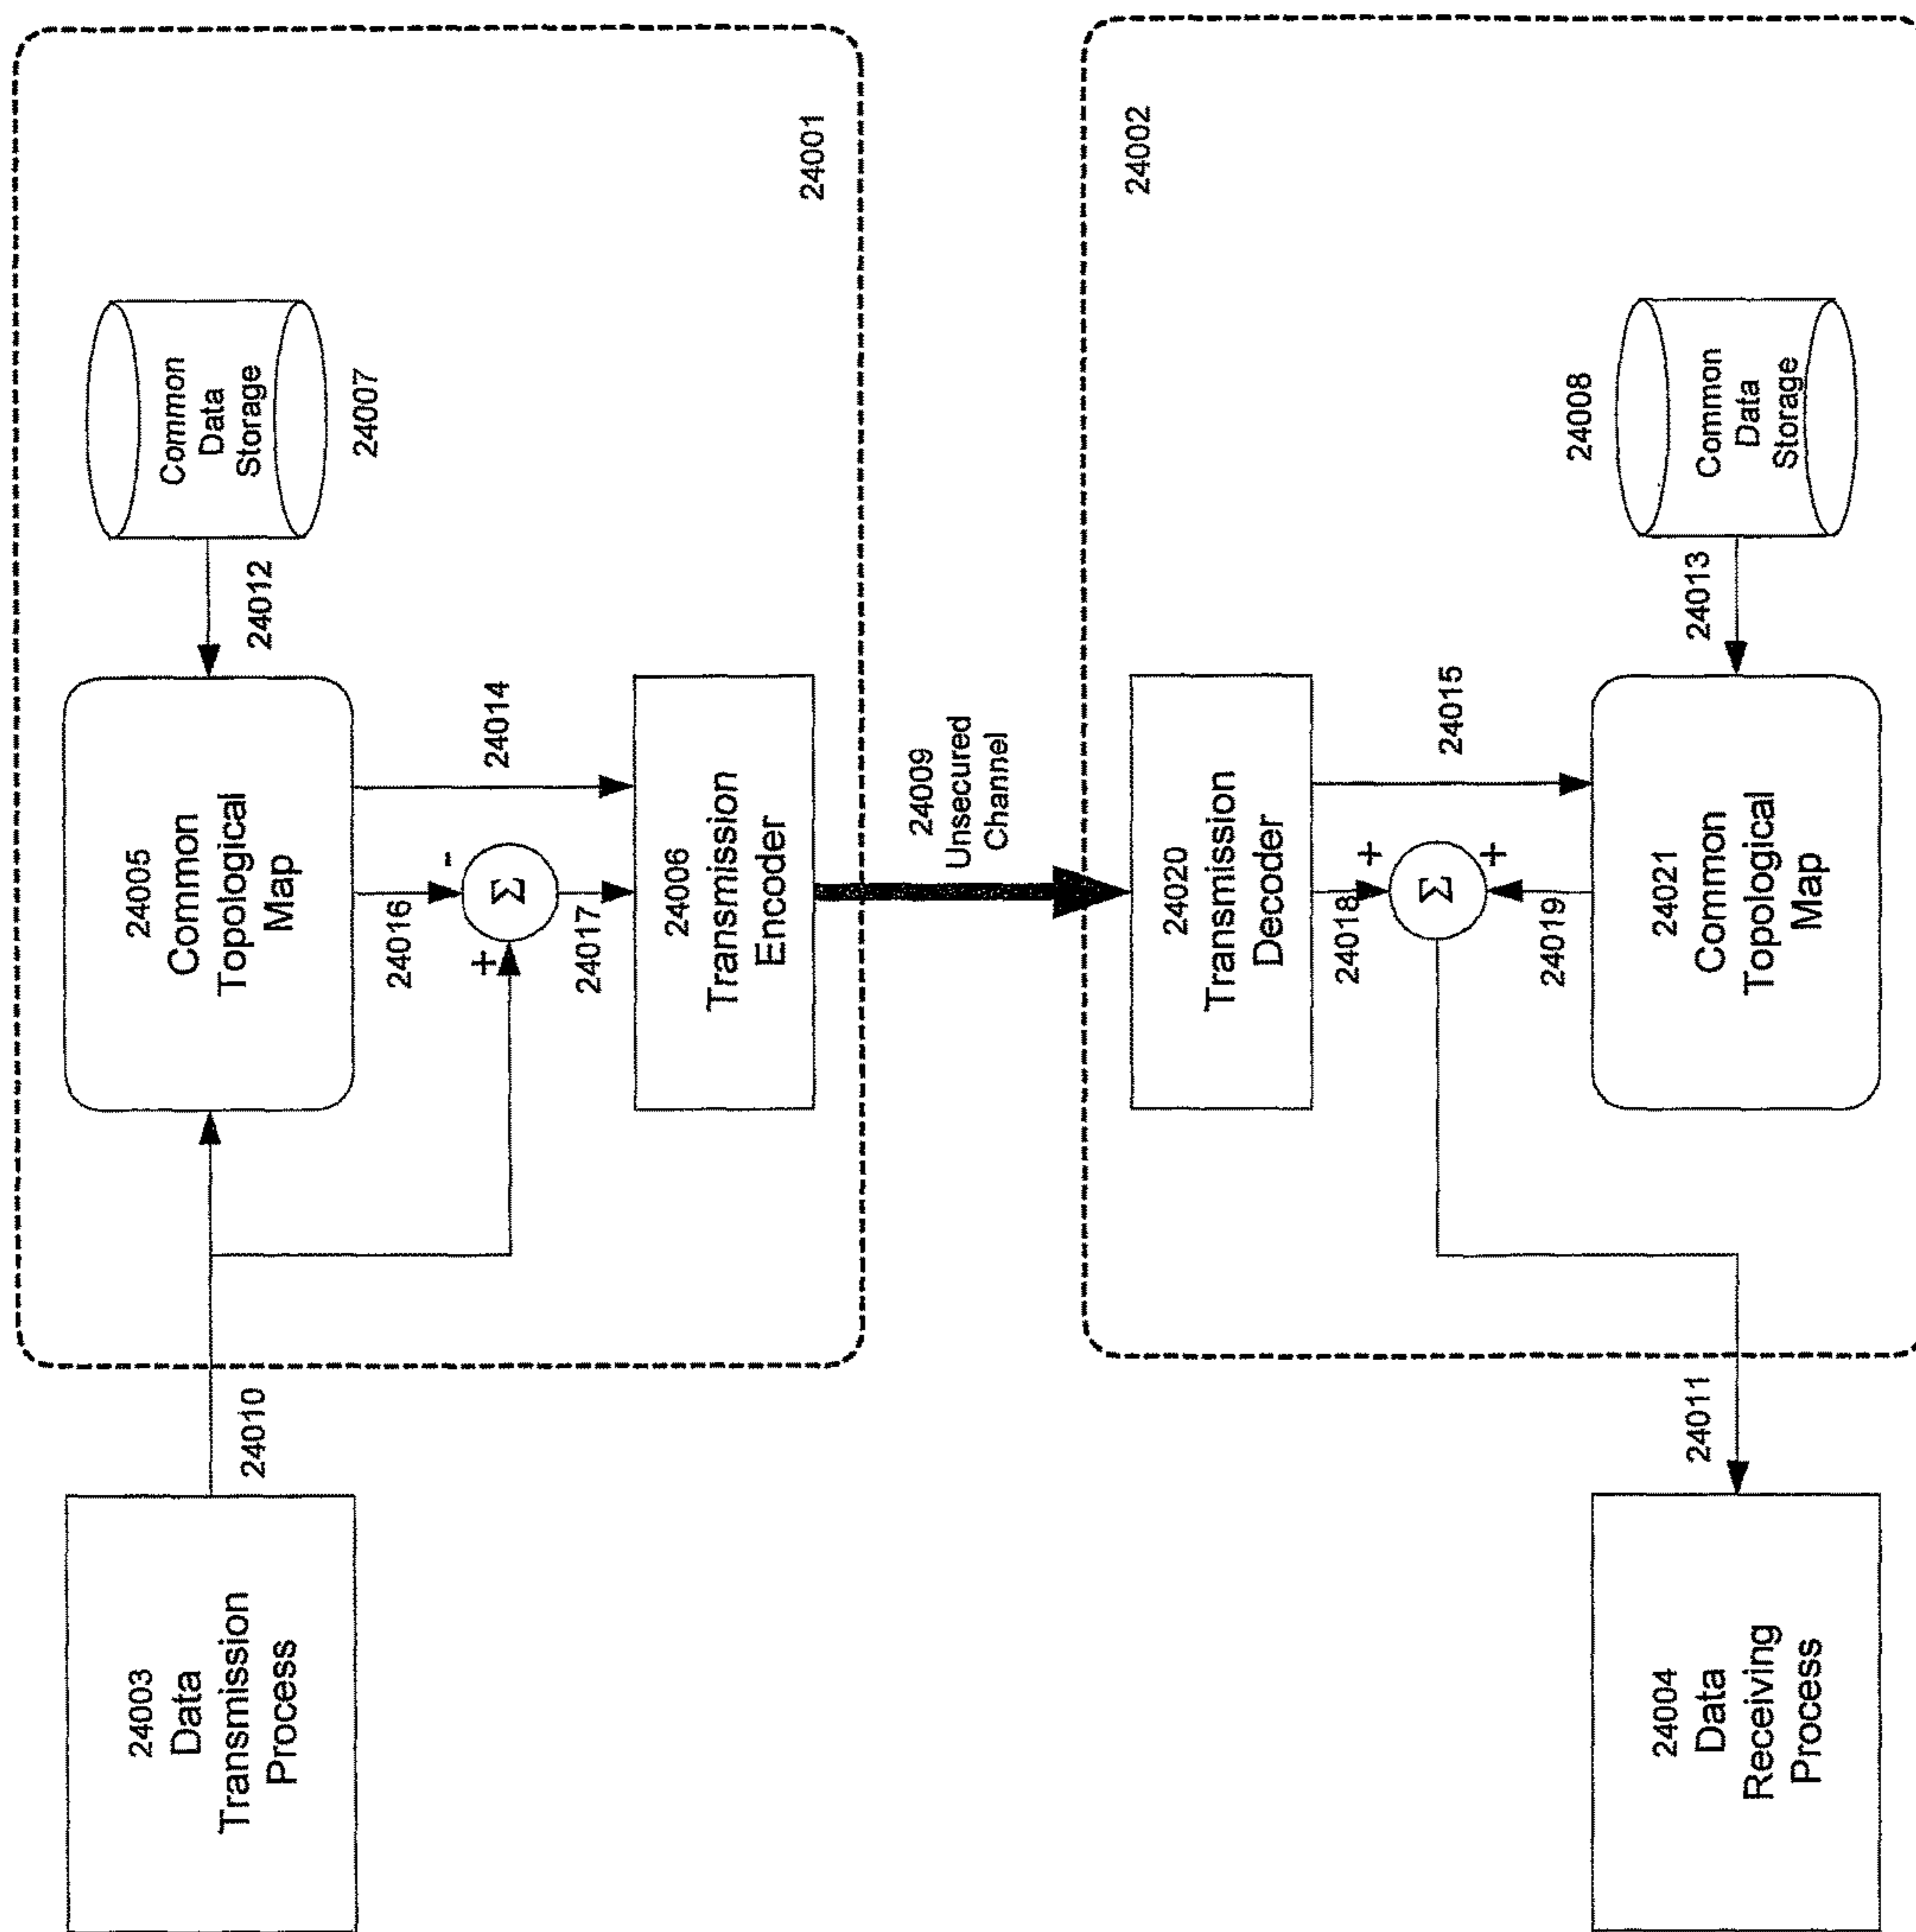 24003
Data
Transmission
Process
24010
24005
Common
Topological
Map
24012
Common
Data
Storage
24007
24016
-
+
Σ
24017
24014
24006
Transmission
Encoder
24001
24009
Unsecured
Channel
24002
24020
Transmission
Decoder
24018
+
Σ
+
24019
24015
24021
Common
Topological
Map
24013
24008
Common
Data
Storage
24011
24004
Data
Receiving
Process